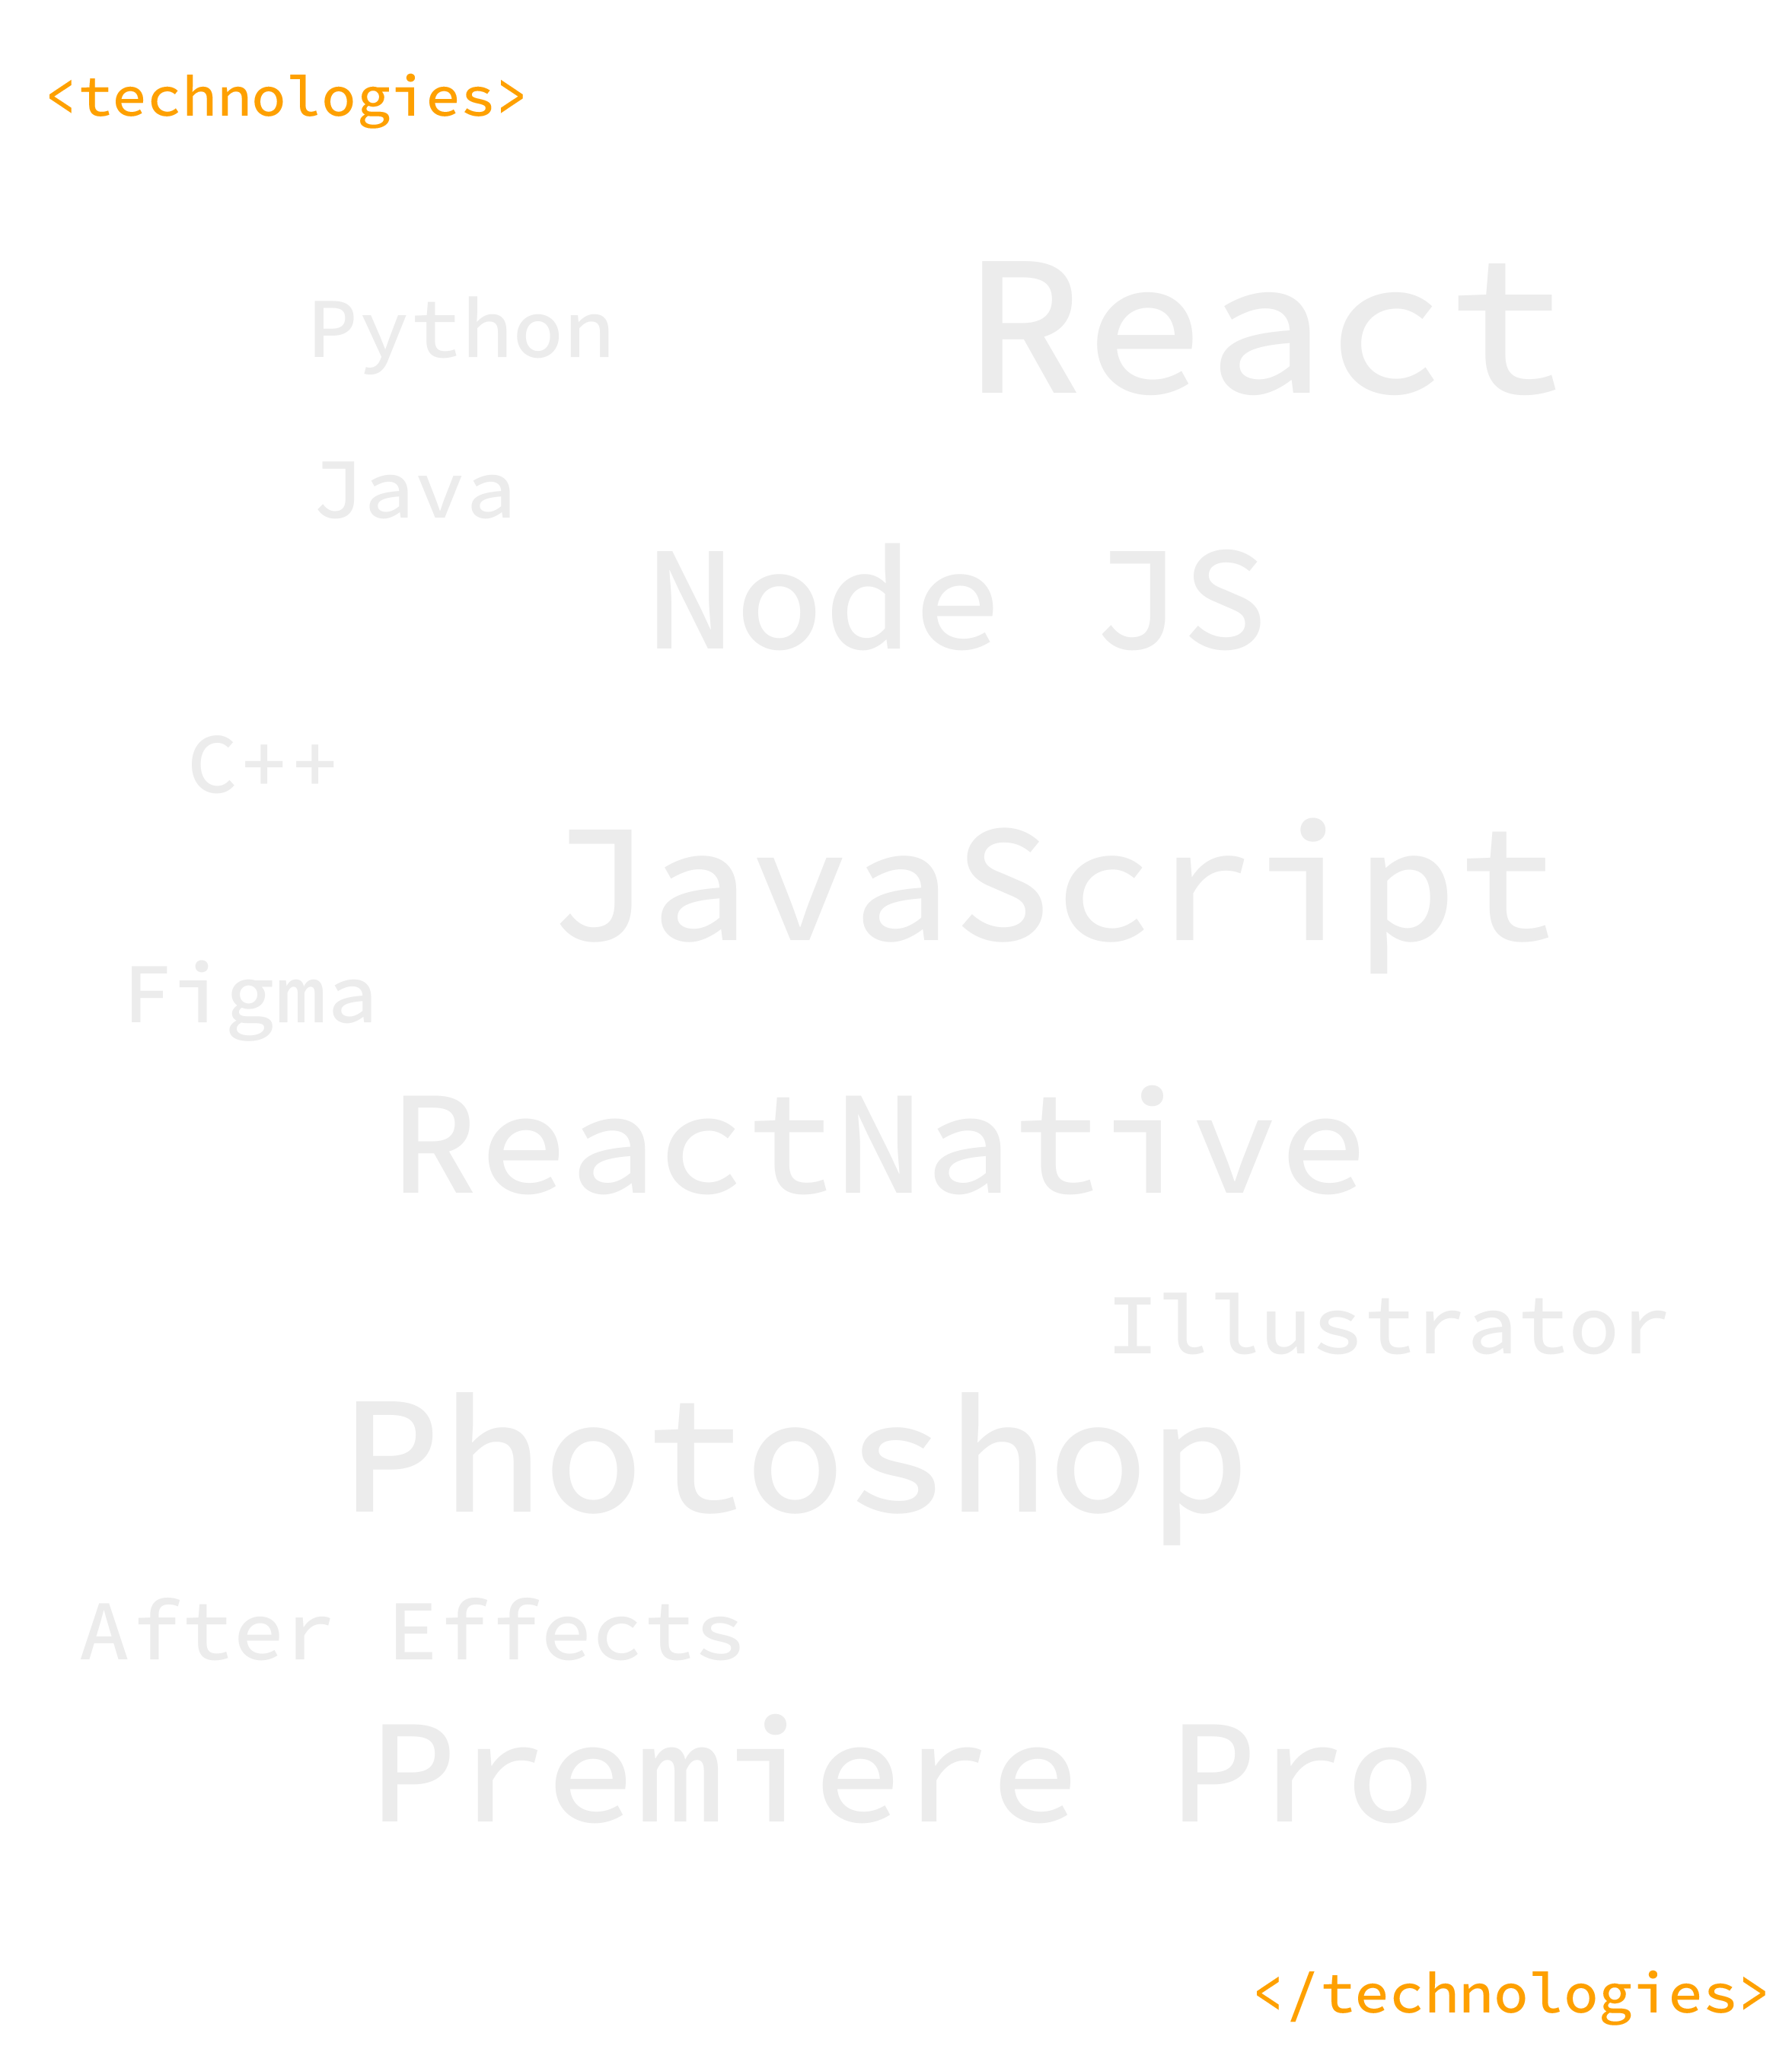 <technologies>
React
Python
Java
Node JS
C++
JavaScript
Figma
ReactNative
Illustrator
Photoshop
After Effects
Premiere Pro
</technologies>